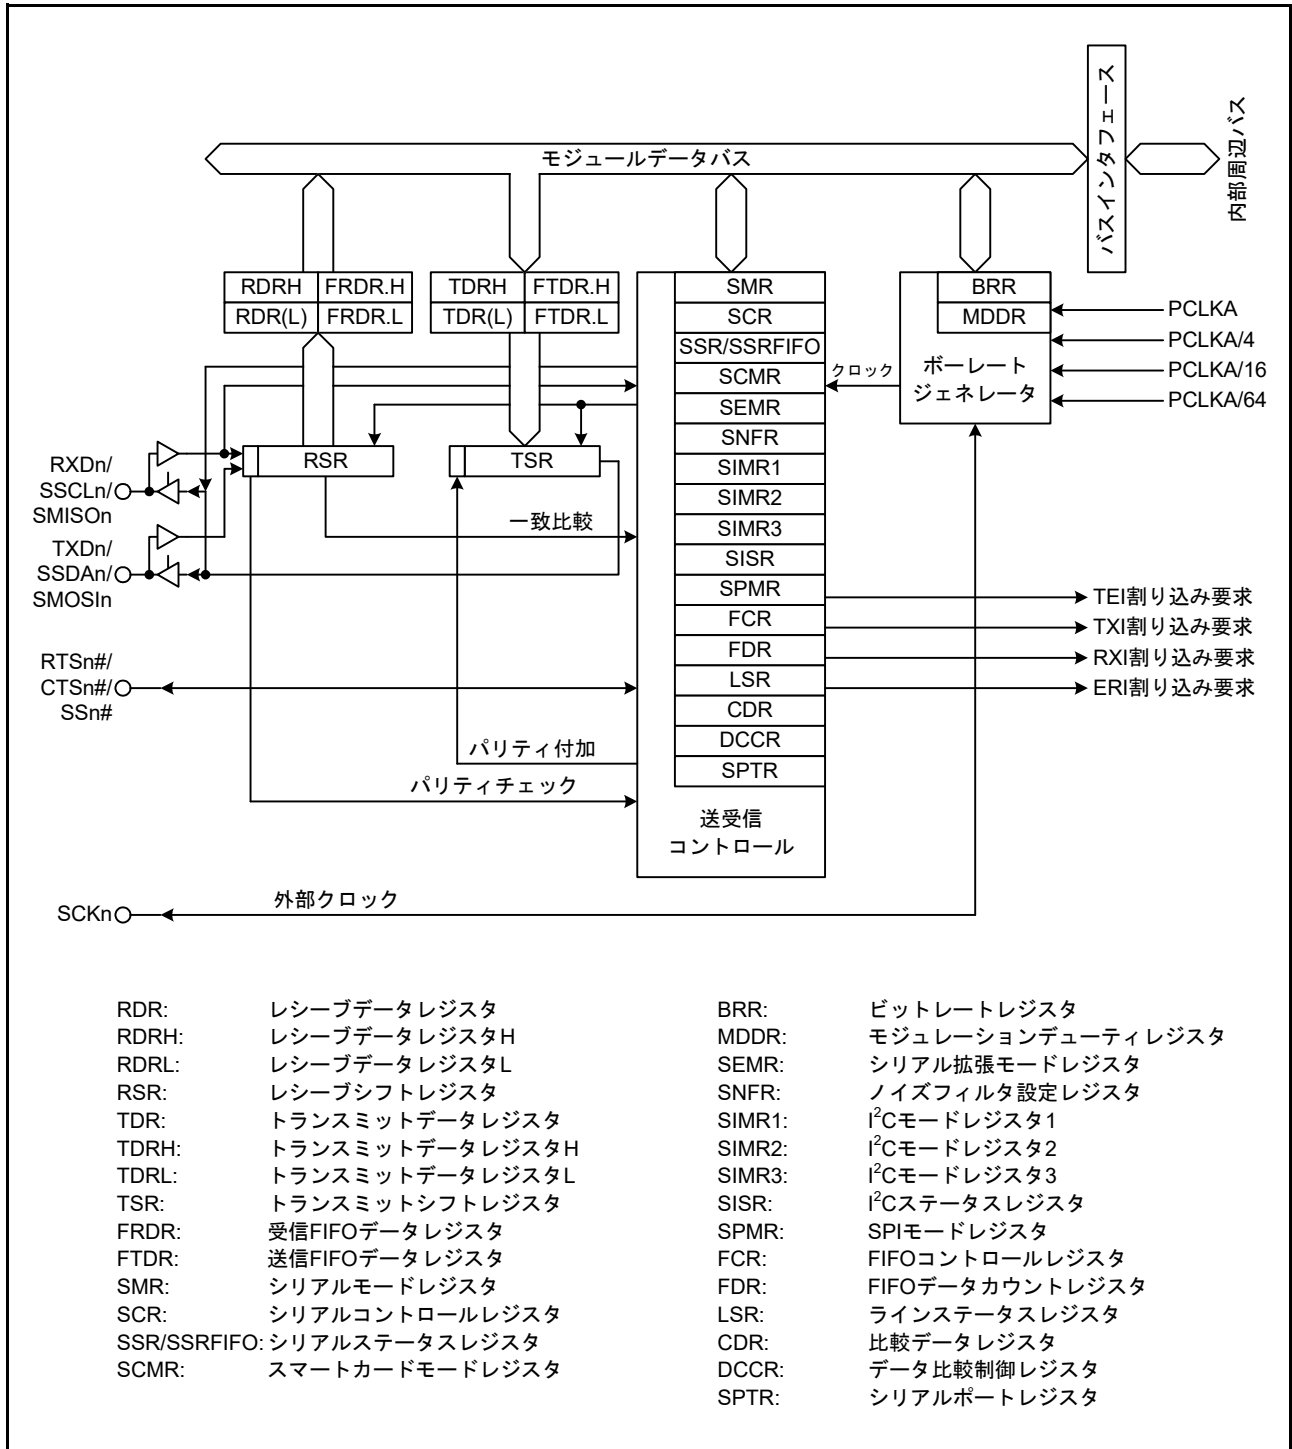 モジュールデータバス
バスインタフェース
内部周辺バス
RDRH FRDR.H
RDR(L) FRDR.L
TDRH FTDR.H
TDR(L) FTDR.L
SMR
SCR
SSR/SSRFIFO
SCMR
SEMR
SNFR
SIMR1
SIMR2
SIMR3
SISR
SPMR
FCR
FDR
LSR
CDR
DCCR
SPTR
送受信
コントロール
BRR
MDDR
ボーレート
ジェネレータ
クロック
PCLKA
PCLKA/4
PCLKA/16
PCLKA/64
RSR
TSR
RXDn/
SSCLn/
SMISOn
TXDn/
SSDAn/
SMOSIn
一致比較
RTSn#/
CTSn#/
SSn#
パリティ付加
パリティチェック
TEI割り込み要求
TXI割り込み要求
RXI割り込み要求
ERI割り込み要求
SCKn
外部クロック
RDR: レシーブデータレジスタ
RDRH: レシーブデータレジスタH
RDRL: レシーブデータレジスタL
RSR: レシーブシフトレジスタ
TDR: トランスミットデータレジスタ
TDRH: トランスミットデータレジスタH
TDRL: トランスミットデータレジスタL
TSR: トランスミットシフトレジスタ
FRDR: 受信FIFOデータレジスタ
FTDR: 送信FIFOデータレジスタ
SMR: シリアルモードレジスタ
SCR: シリアルコントロールレジスタ
SSR/SSRFIFO: シリアルステータスレジスタ
SCMR: スマートカードモードレジスタ
BRR: ビットレートレジスタ
MDDR: モジュレーションデューティレジスタ
SEMR: シリアル拡張モードレジスタ
SNFR: ノイズフィルタ設定レジスタ
SIMR1: I²Cモードレジスタ1
SIMR2: I²Cモードレジスタ2
SIMR3: I²Cモードレジスタ3
SISR: I²Cステータスレジスタ
SPMR: SPIモードレジスタ
FCR: FIFOコントロールレジスタ
FDR: FIFOデータカウントレジスタ
LSR: ラインステータスレジスタ
CDR: 比較データレジスタ
DCCR: データ比較制御レジスタ
SPTR: シリアルポートレジスタ